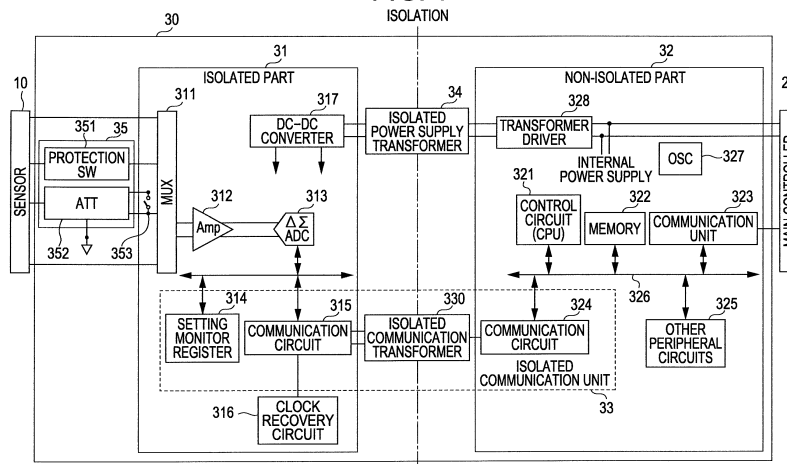 ISOLATION
30
31
32
10
ISOLATED PART
NON-ISOLATED PART
311
317
34
328
351
35
DC-DC
CONVERTER
ISOLATED
POWER SUPPLY
TRANSFORMER
TRANSFORMER
DRIVER
PROTECTION
SW
OSC
327
INTERNAL
POWER SUPPLY
SENSOR
MUX
ATT
312
313
321
322
323
Amp
ΔΣ
ADC
CONTROL
CIRCUIT
(CPU)
MEMORY
COMMUNICATION
UNIT
MAIN CONTROLLER
352
353
314
315
330
324
326
325
SETTING
MONITOR
REGISTER
COMMUNICATION
CIRCUIT
ISOLATED
COMMUNICATION
TRANSFORMER
COMMUNICATION
CIRCUIT
OTHER
PERIPHERAL
CIRCUITS
ISOLATED
COMMUNICATION UNIT
33
316
CLOCK
RECOVERY
CIRCUIT